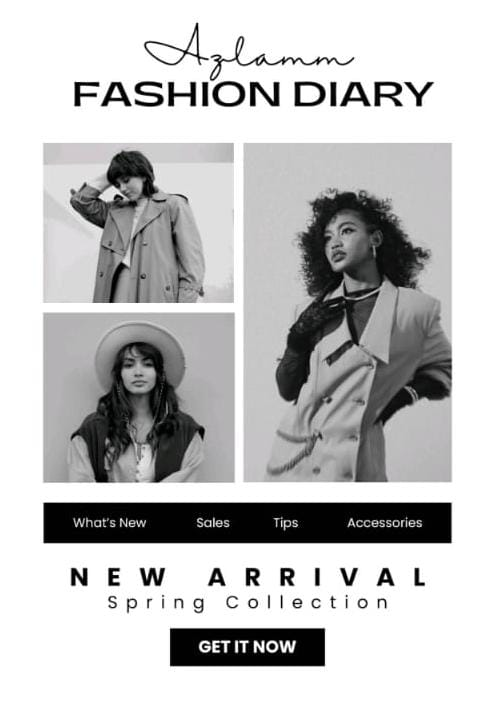 Azlamm
FASHION DIARY
What's New
Sales
Tips
Accessories
NEW ARRIVAL
Spring Collection
GET IT NOW